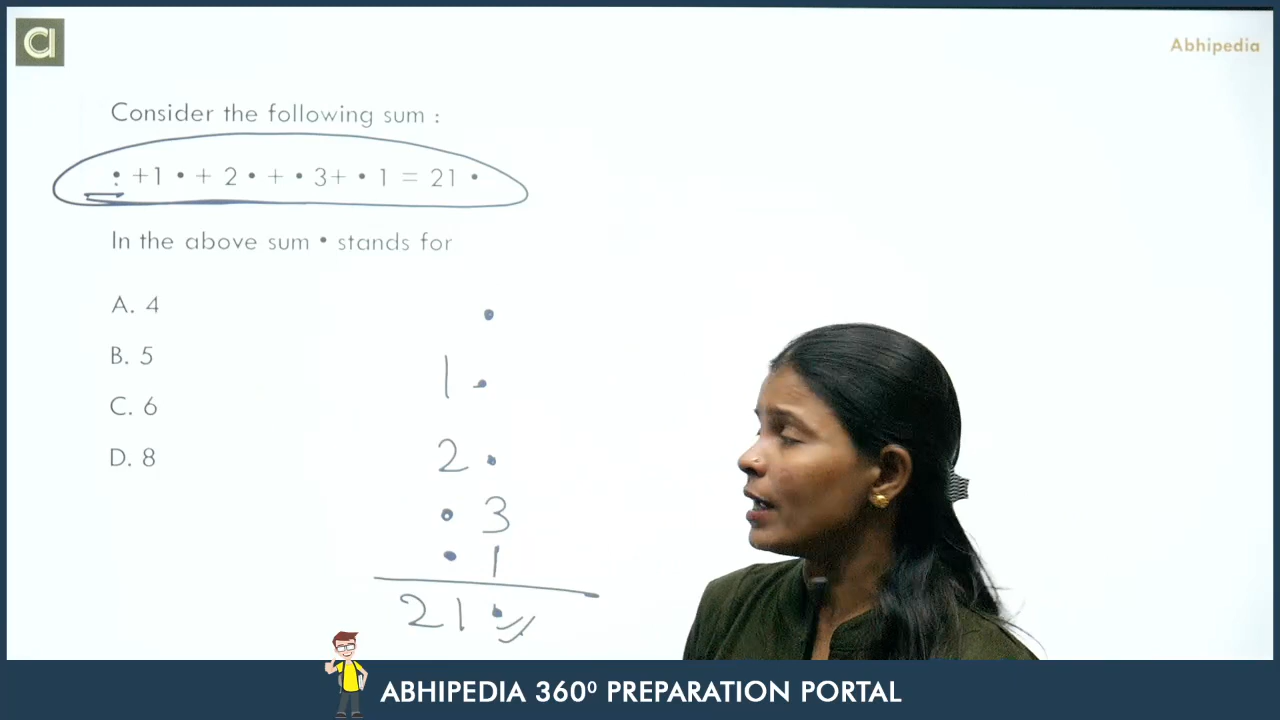 Abhipedia
Consider the following sum :
• + 1 • + 2 • + • 3+ • 1 = 21 •
In the above sum • stands for
A. 4
B. 5
C. 6
D. 8
•
1 •
2 •
• 3
• 1
21 •
ABHIPEDIA 360⁰ PREPARATION PORTAL